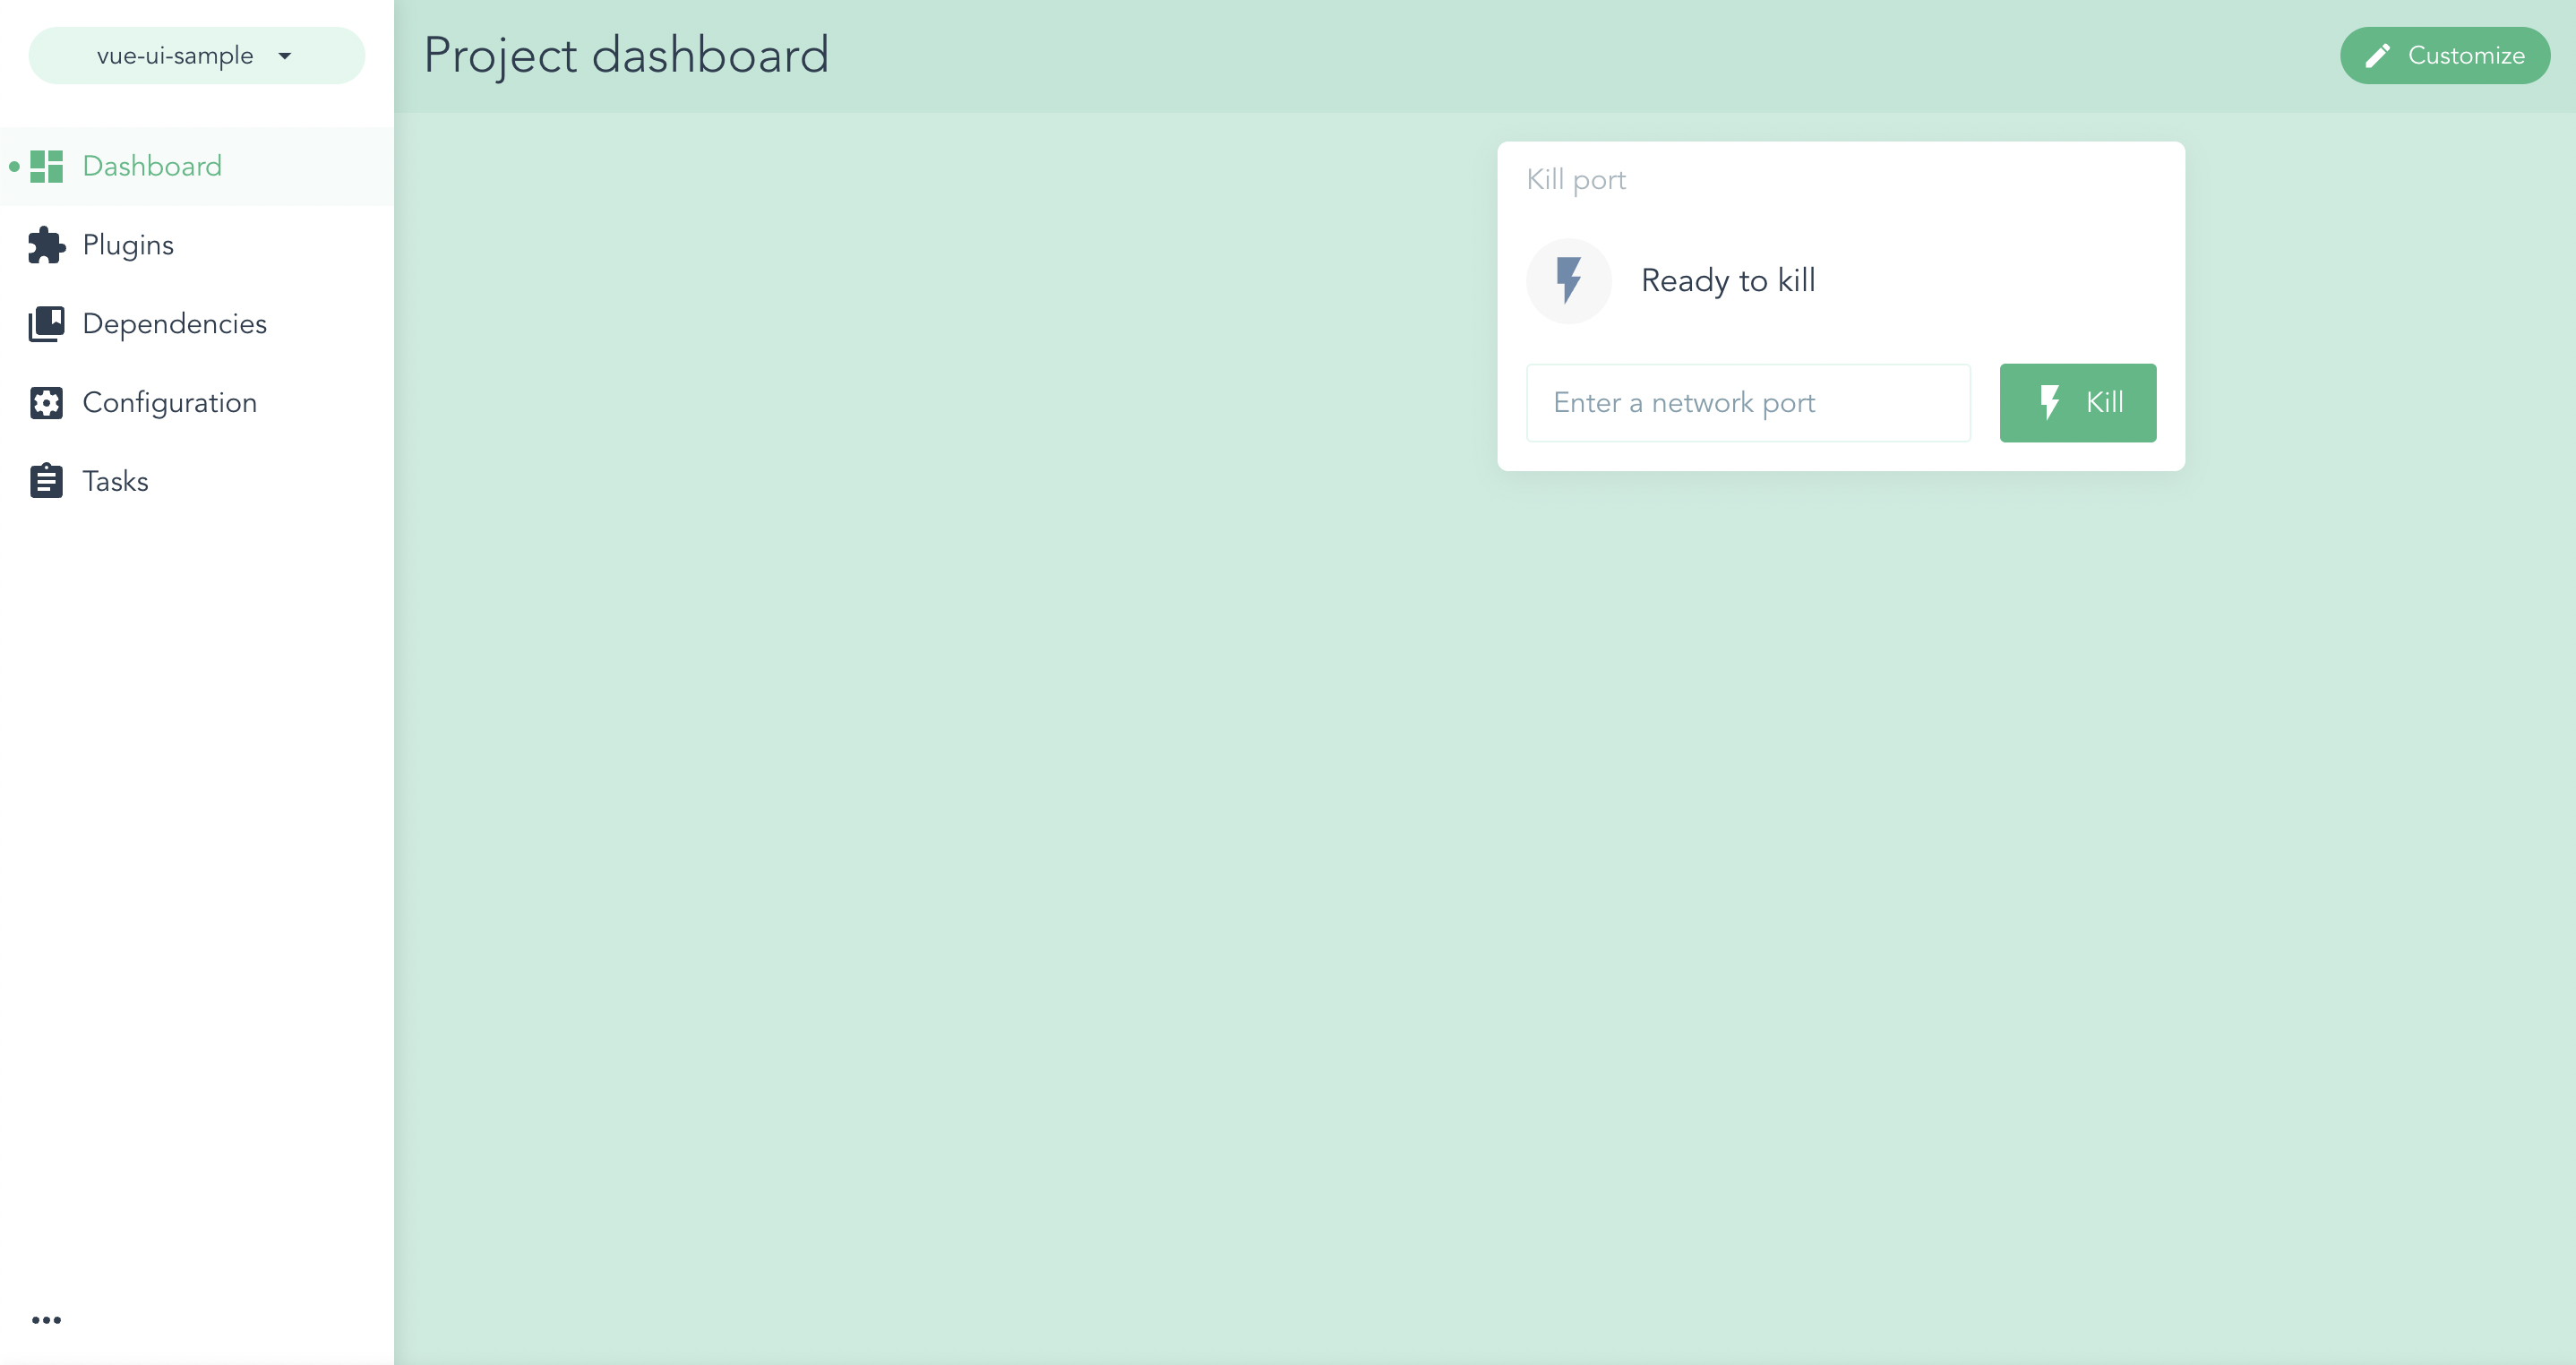 vue-ui-sample
Dashboard
Plugins
Dependencies
Configuration
Tasks
Project dashboard
Customize
Kill port
Ready to kill
Enter a network port
Kill